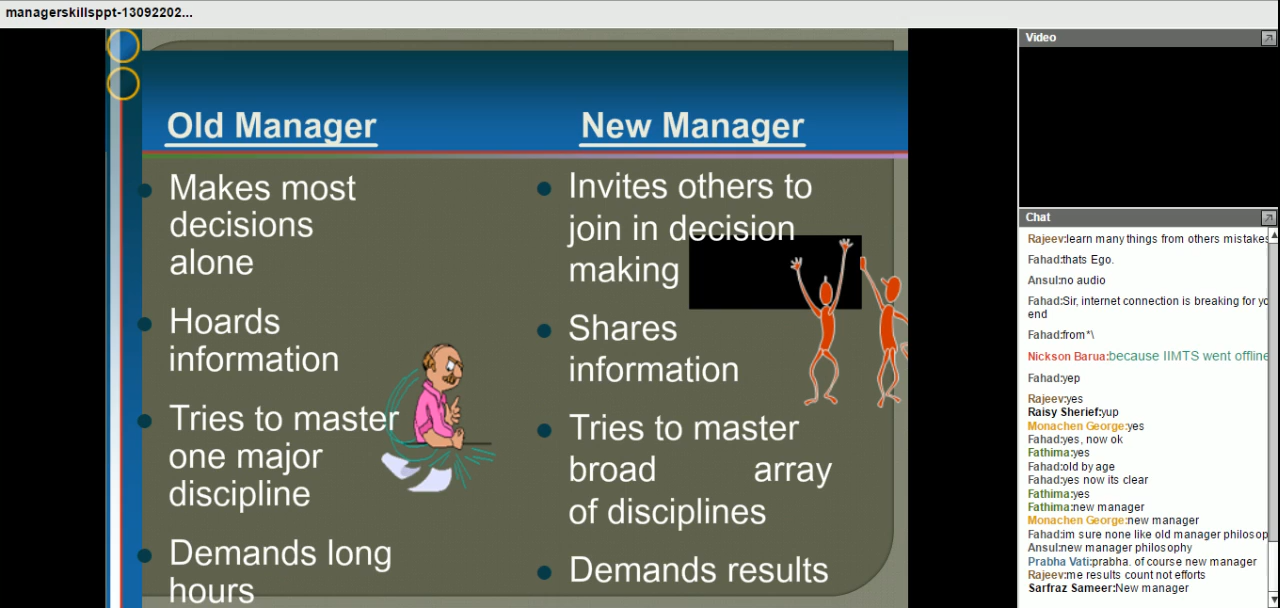 managerskillsppt-13092202...
Old Manager
Makes most
decisions
alone
Hoards
information
Tries to master
one major
discipline
Demands long
hours
New Manager
Invites others to
join in decision
making
Shares
information
Tries to master
broad array
of disciplines
Demands results
Video
Chat
Rajeev:learn many things from others mistakes
Fahad:thats Ego.
Ansul:no audio
Fahad:Sir, internet connection is breaking for yo
end
Fahad:from*\
Nickson Barua:because IIMTS went offline
Fahad:yep
Rajeev:yes
Raisy Sherief:yup
Monachen George:yes
Fahad:yes, now ok
Fathima:yes
Fahad:old by age
Fahad:yes now its clear
Fathima:yes
Fathima:new manager
Monachen George:new manager
Fahad:im sure none like old manager philosop
Ansul:new manager philosophy
Prabha Vati:prabha. of course new manager
Rajeev:me results count not efforts
Sarfraz Sameer:New manager